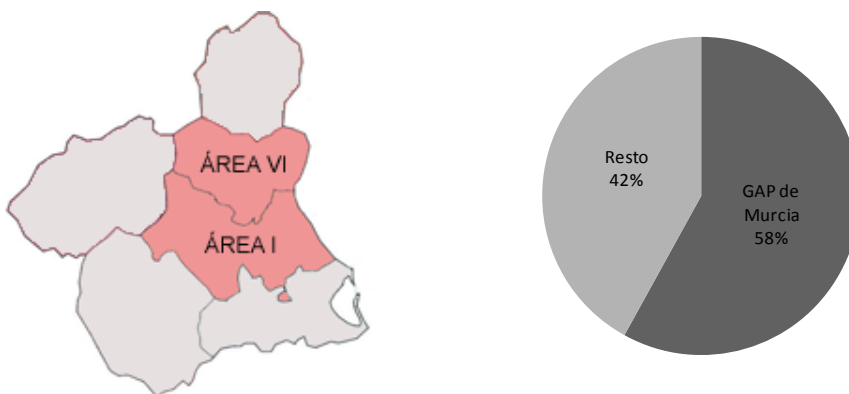 ÁREA VI
ÁREA I
Resto
42%
GAP de
Murcia
58%